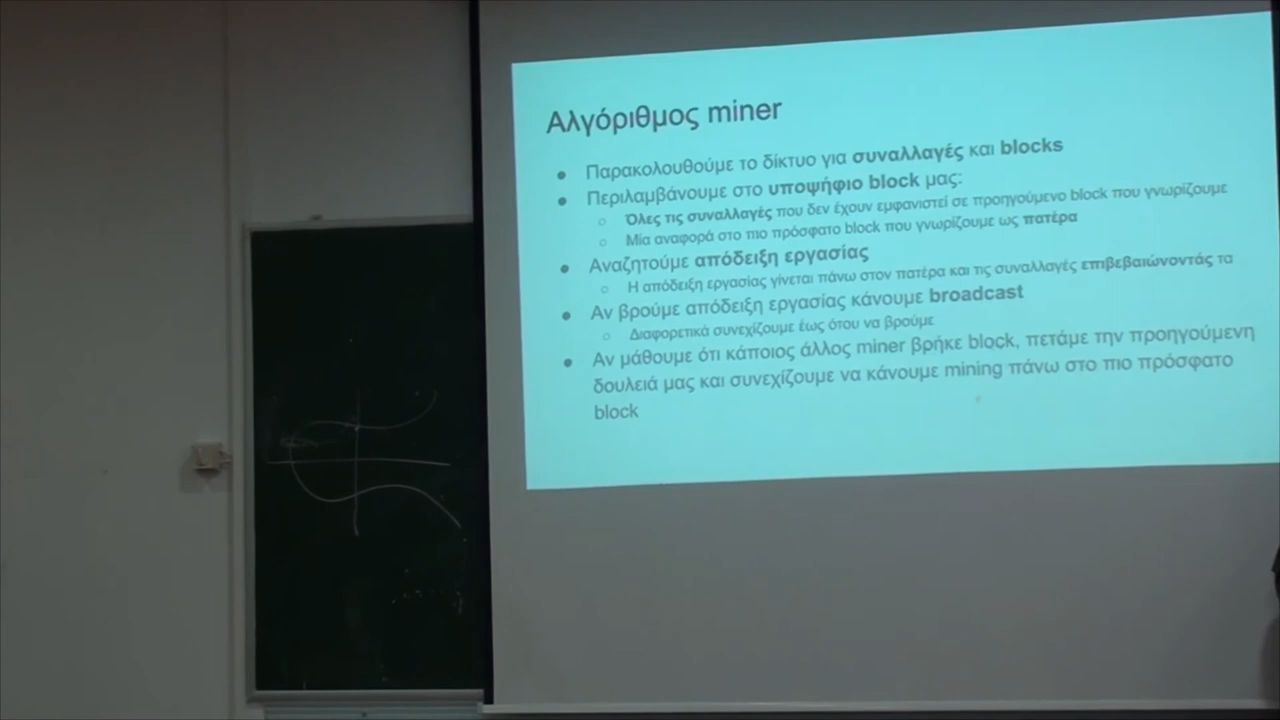 Αλγόριθμος miner
● Παρακολουθούμε το δίκτυο για συναλλαγές και blocks
● Περιλαμβάνουμε στο υποψήφιο block μας:
○ Όλες τις συναλλαγές που δεν έχουν εμφανιστεί σε προηγούμενο block που γνωρίζουμε
○ Μία αναφορά στο πιο πρόσφατο block που γνωρίζουμε ως πατέρα
● Αναζητούμε απόδειξη εργασίας
○ Η απόδειξη εργασίας γίνεται πάνω στον πατέρα και τις συναλλαγές επιβεβαιώνοντάς τα
● Αν βρούμε απόδειξη εργασίας κάνουμε broadcast
○ Διαφορετικά συνεχίζουμε έως ότου να βρούμε
● Αν μάθουμε ότι κάποιος άλλος miner βρήκε block, πετάμε την προηγούμενη
δουλειά μας και συνεχίζουμε να κάνουμε mining πάνω στο πιο πρόσφατο
block